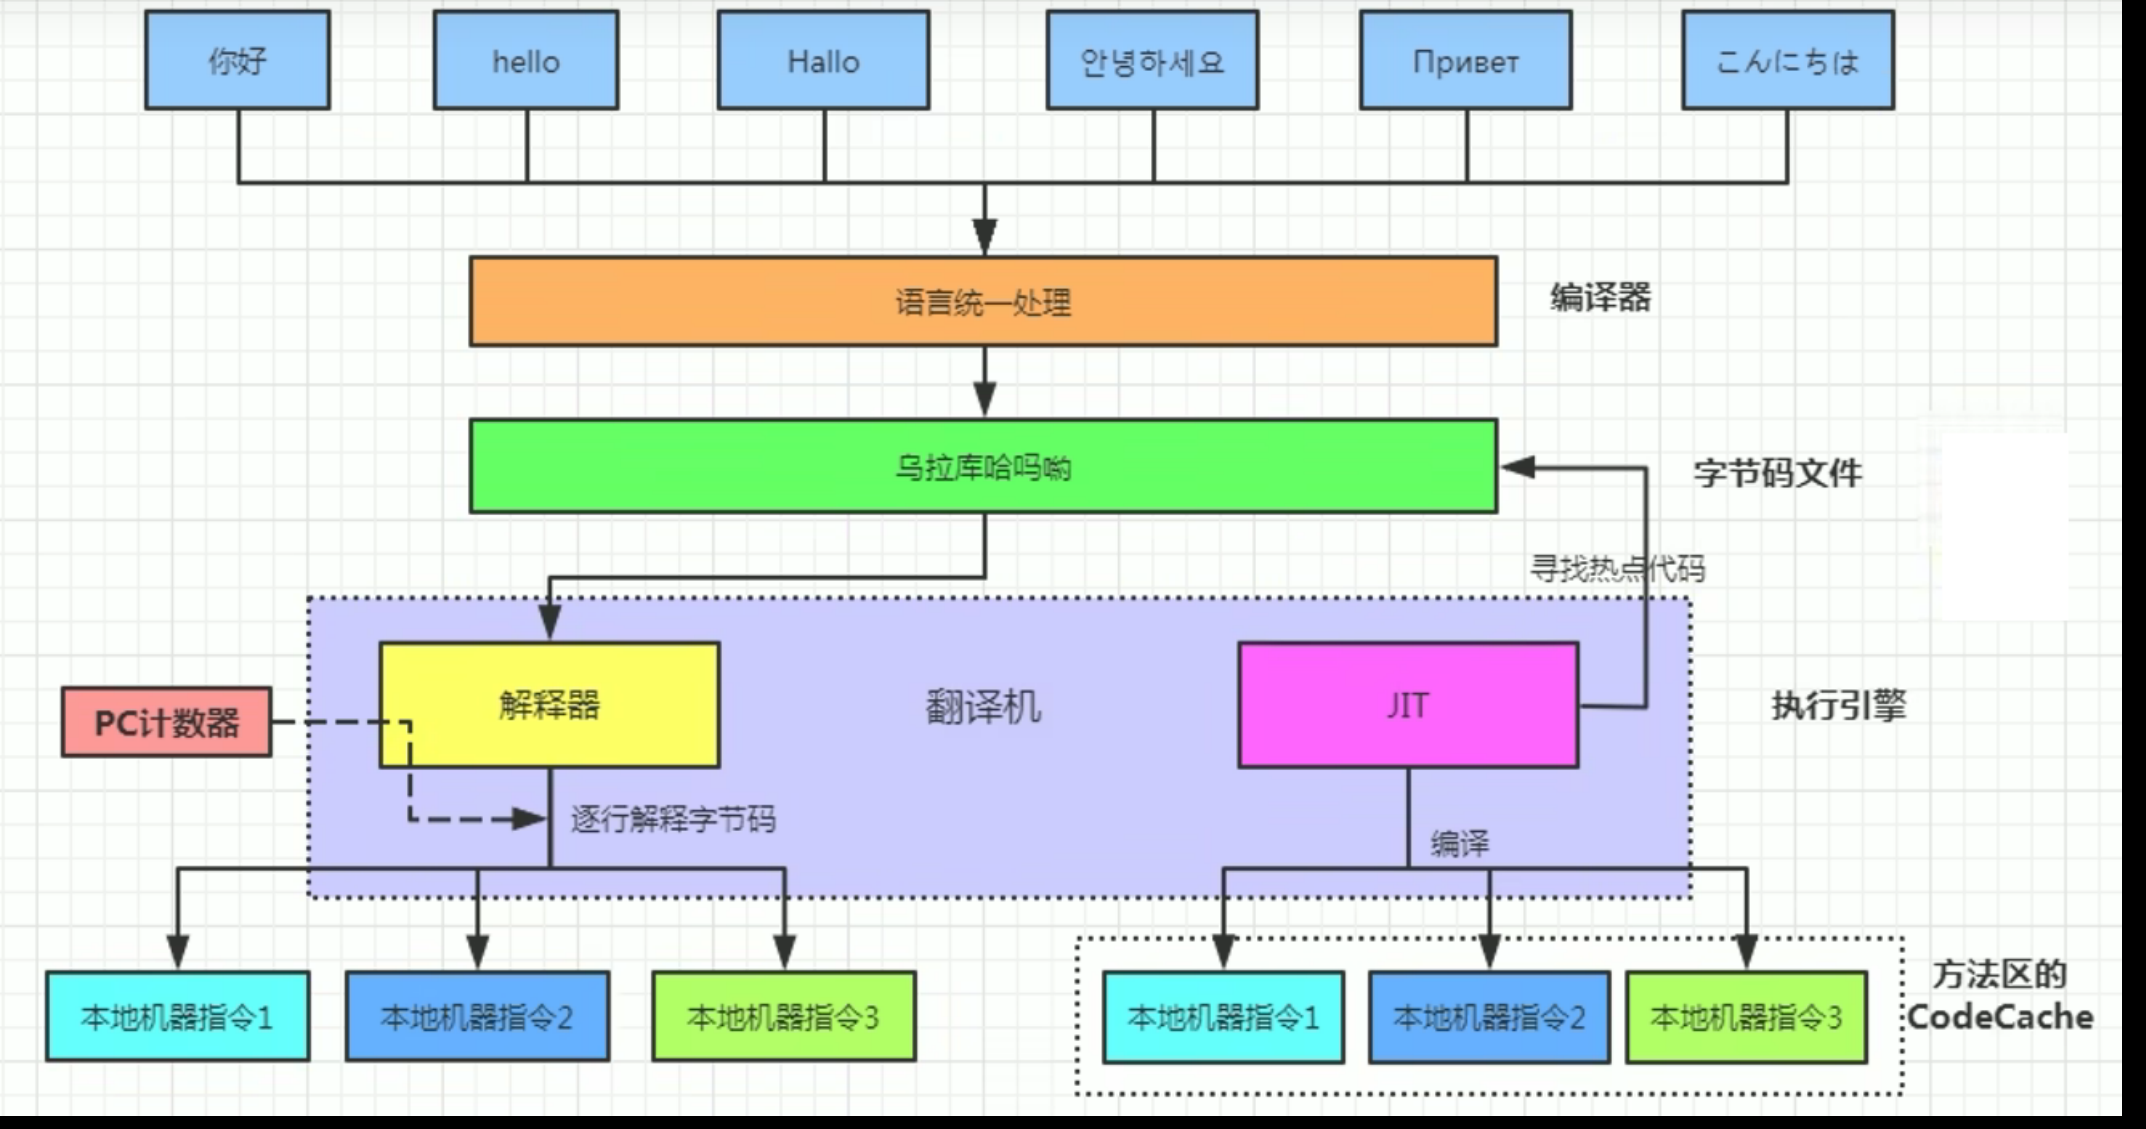 你好
hello
Hallo
안녕하세요
Привет
こんにちは
语言统一处理
编译器
乌拉库哈吗哟
字节码文件
寻找热点代码
PC计数器
解释器
翻译机
JIT
执行引擎
逐行解释字节码
编译
本地机器指令1
本地机器指令2
本地机器指令3
本地机器指令1
本地机器指令2
本地机器指令3
方法区的
CodeCache